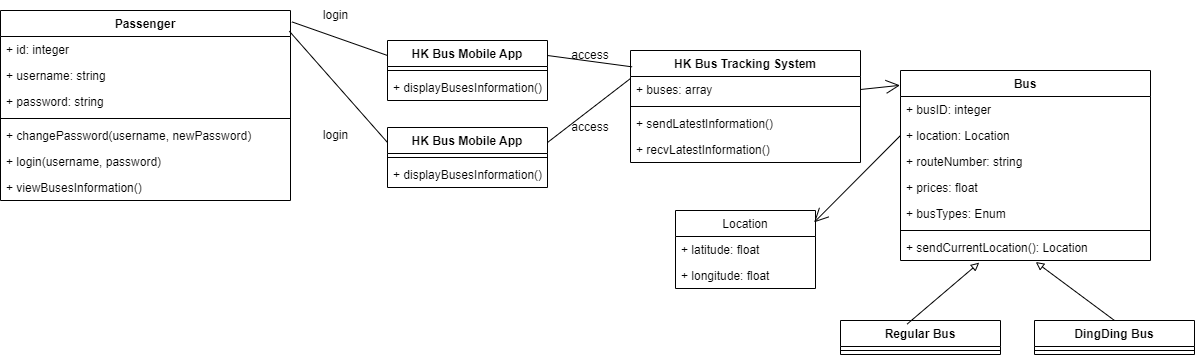 Passenger
+ id: integer
+ username: string
+ password: string
+ changePassword(username, newPassword)
+ login(username, password)
+ viewBusesInformation()
login
login
HK Bus Mobile App
+ displayBusesInformation()
HK Bus Mobile App
+ displayBusesInformation()
access
access
HK Bus Tracking System
+ buses: array
+ sendLatestInformation()
+ recvLatestInformation()
Bus
+ busID: integer
+ location: Location
+ routeNumber: string
+ prices: float
+ busTypes: Enum
+ sendCurrentLocation(): Location
Location
+ latitude: float
+ longitude: float
Regular Bus
DingDing Bus